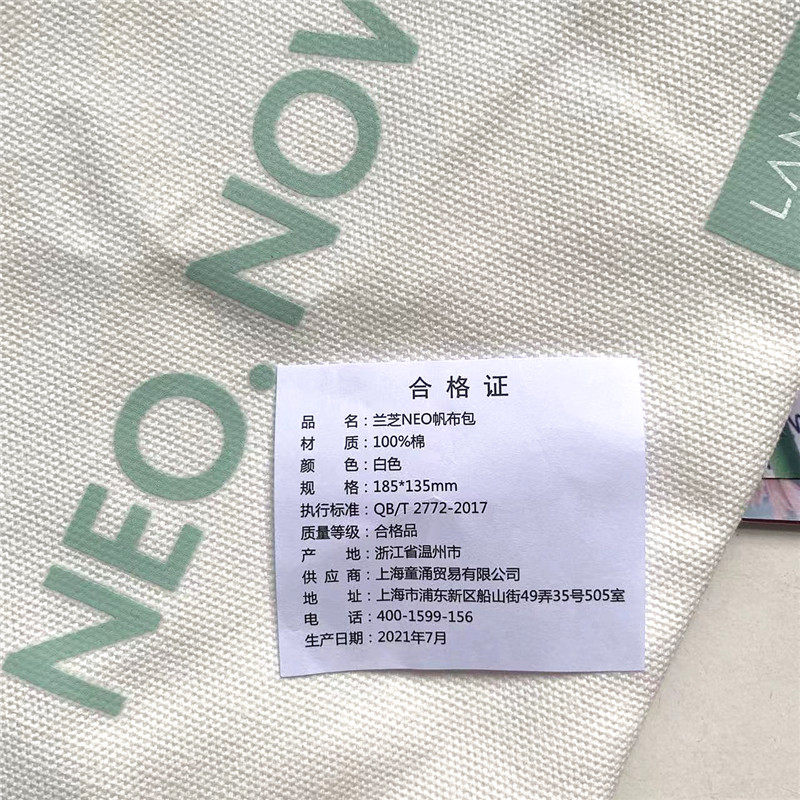 NEO. NOW
LAN
合格证
品 名：兰芝NEO帆布包
材 质：100%棉
颜 色：白色
规 格：185*135mm
执行标准：QB/T 2772-2017
质量等级：合格品
产 地：浙江省温州市
供 应 商：上海童涌贸易有限公司
地 址：上海市浦东新区船山街49弄35号505室
电 话：400-1599-156
生产日期：2021年7月